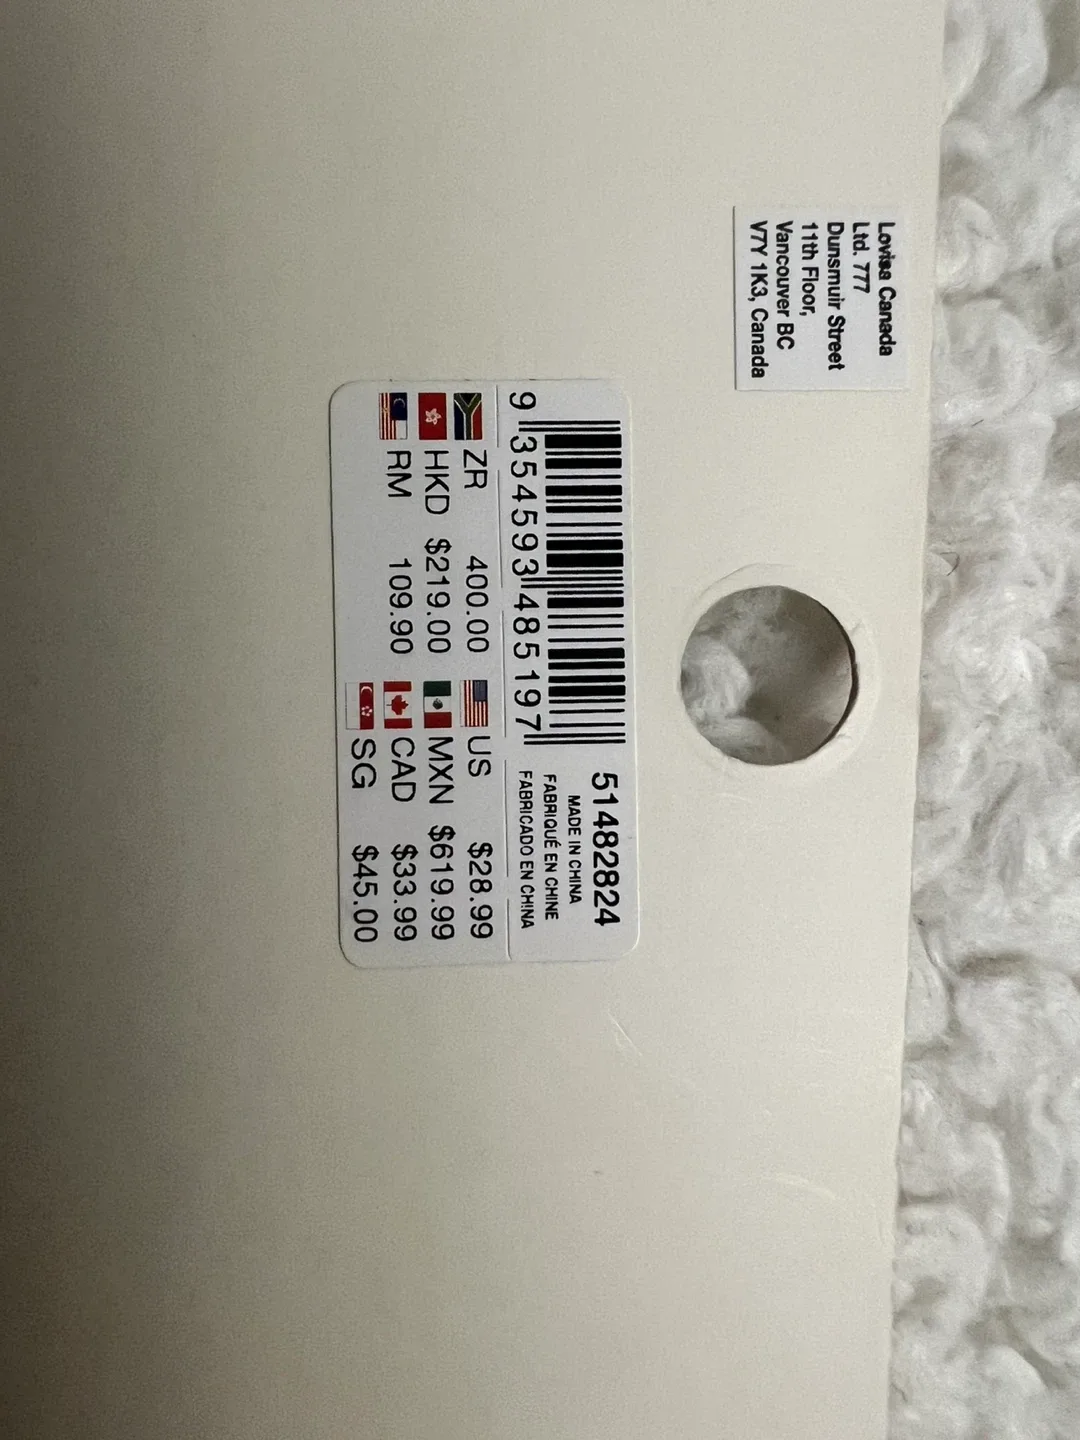 Lovisa Canada
Ltd. 777
Dunsmuir Street
11th Floor,
Vancouver BC
V7Y 1K3, Canada
51482824
MADE IN CHINA
FABRIQUÉ EN CHINE
FABRICADO EN CHINA
9 354593 485197
ZR 400.00 US $28.99
HKD $219.00 MXN $619.99
RM 109.90 CAD $33.99
SG $45.00